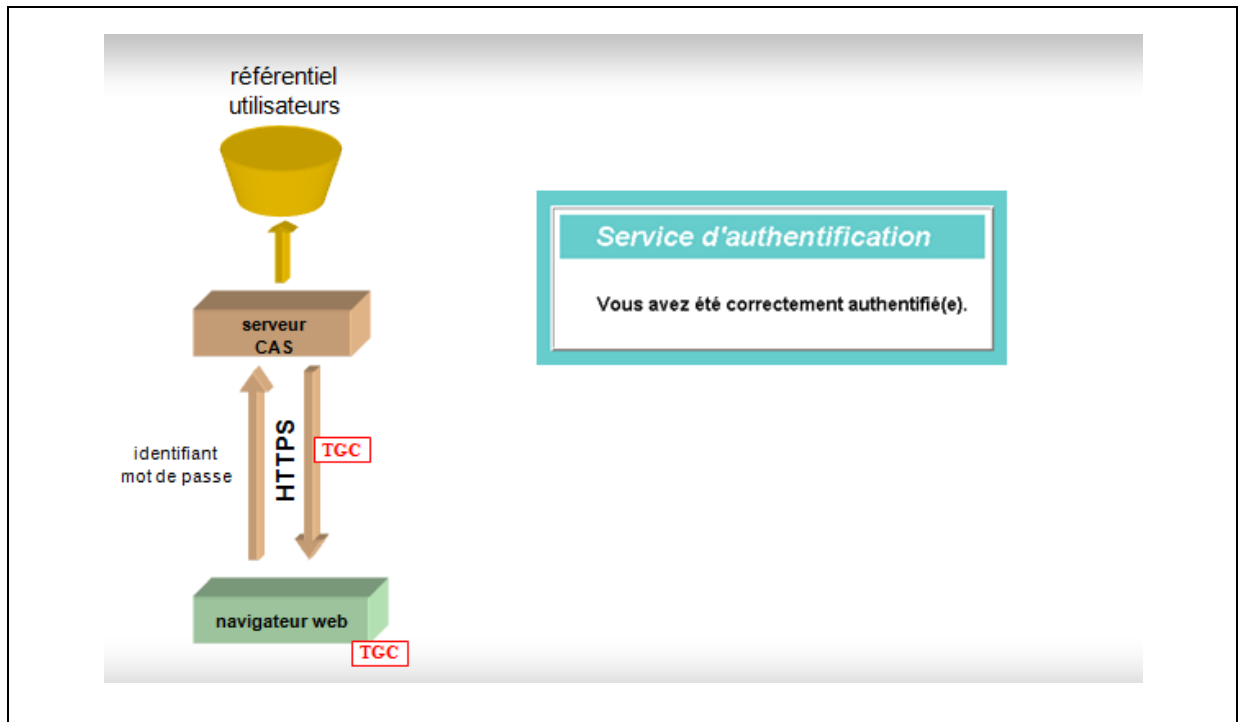 référentiel
utilisateurs
Service d'authentification
Vous avez été correctement authentifié(e).
serveur
CAS
identifiant
mot de passe
HTTPS
TGC
navigateur web
TGC